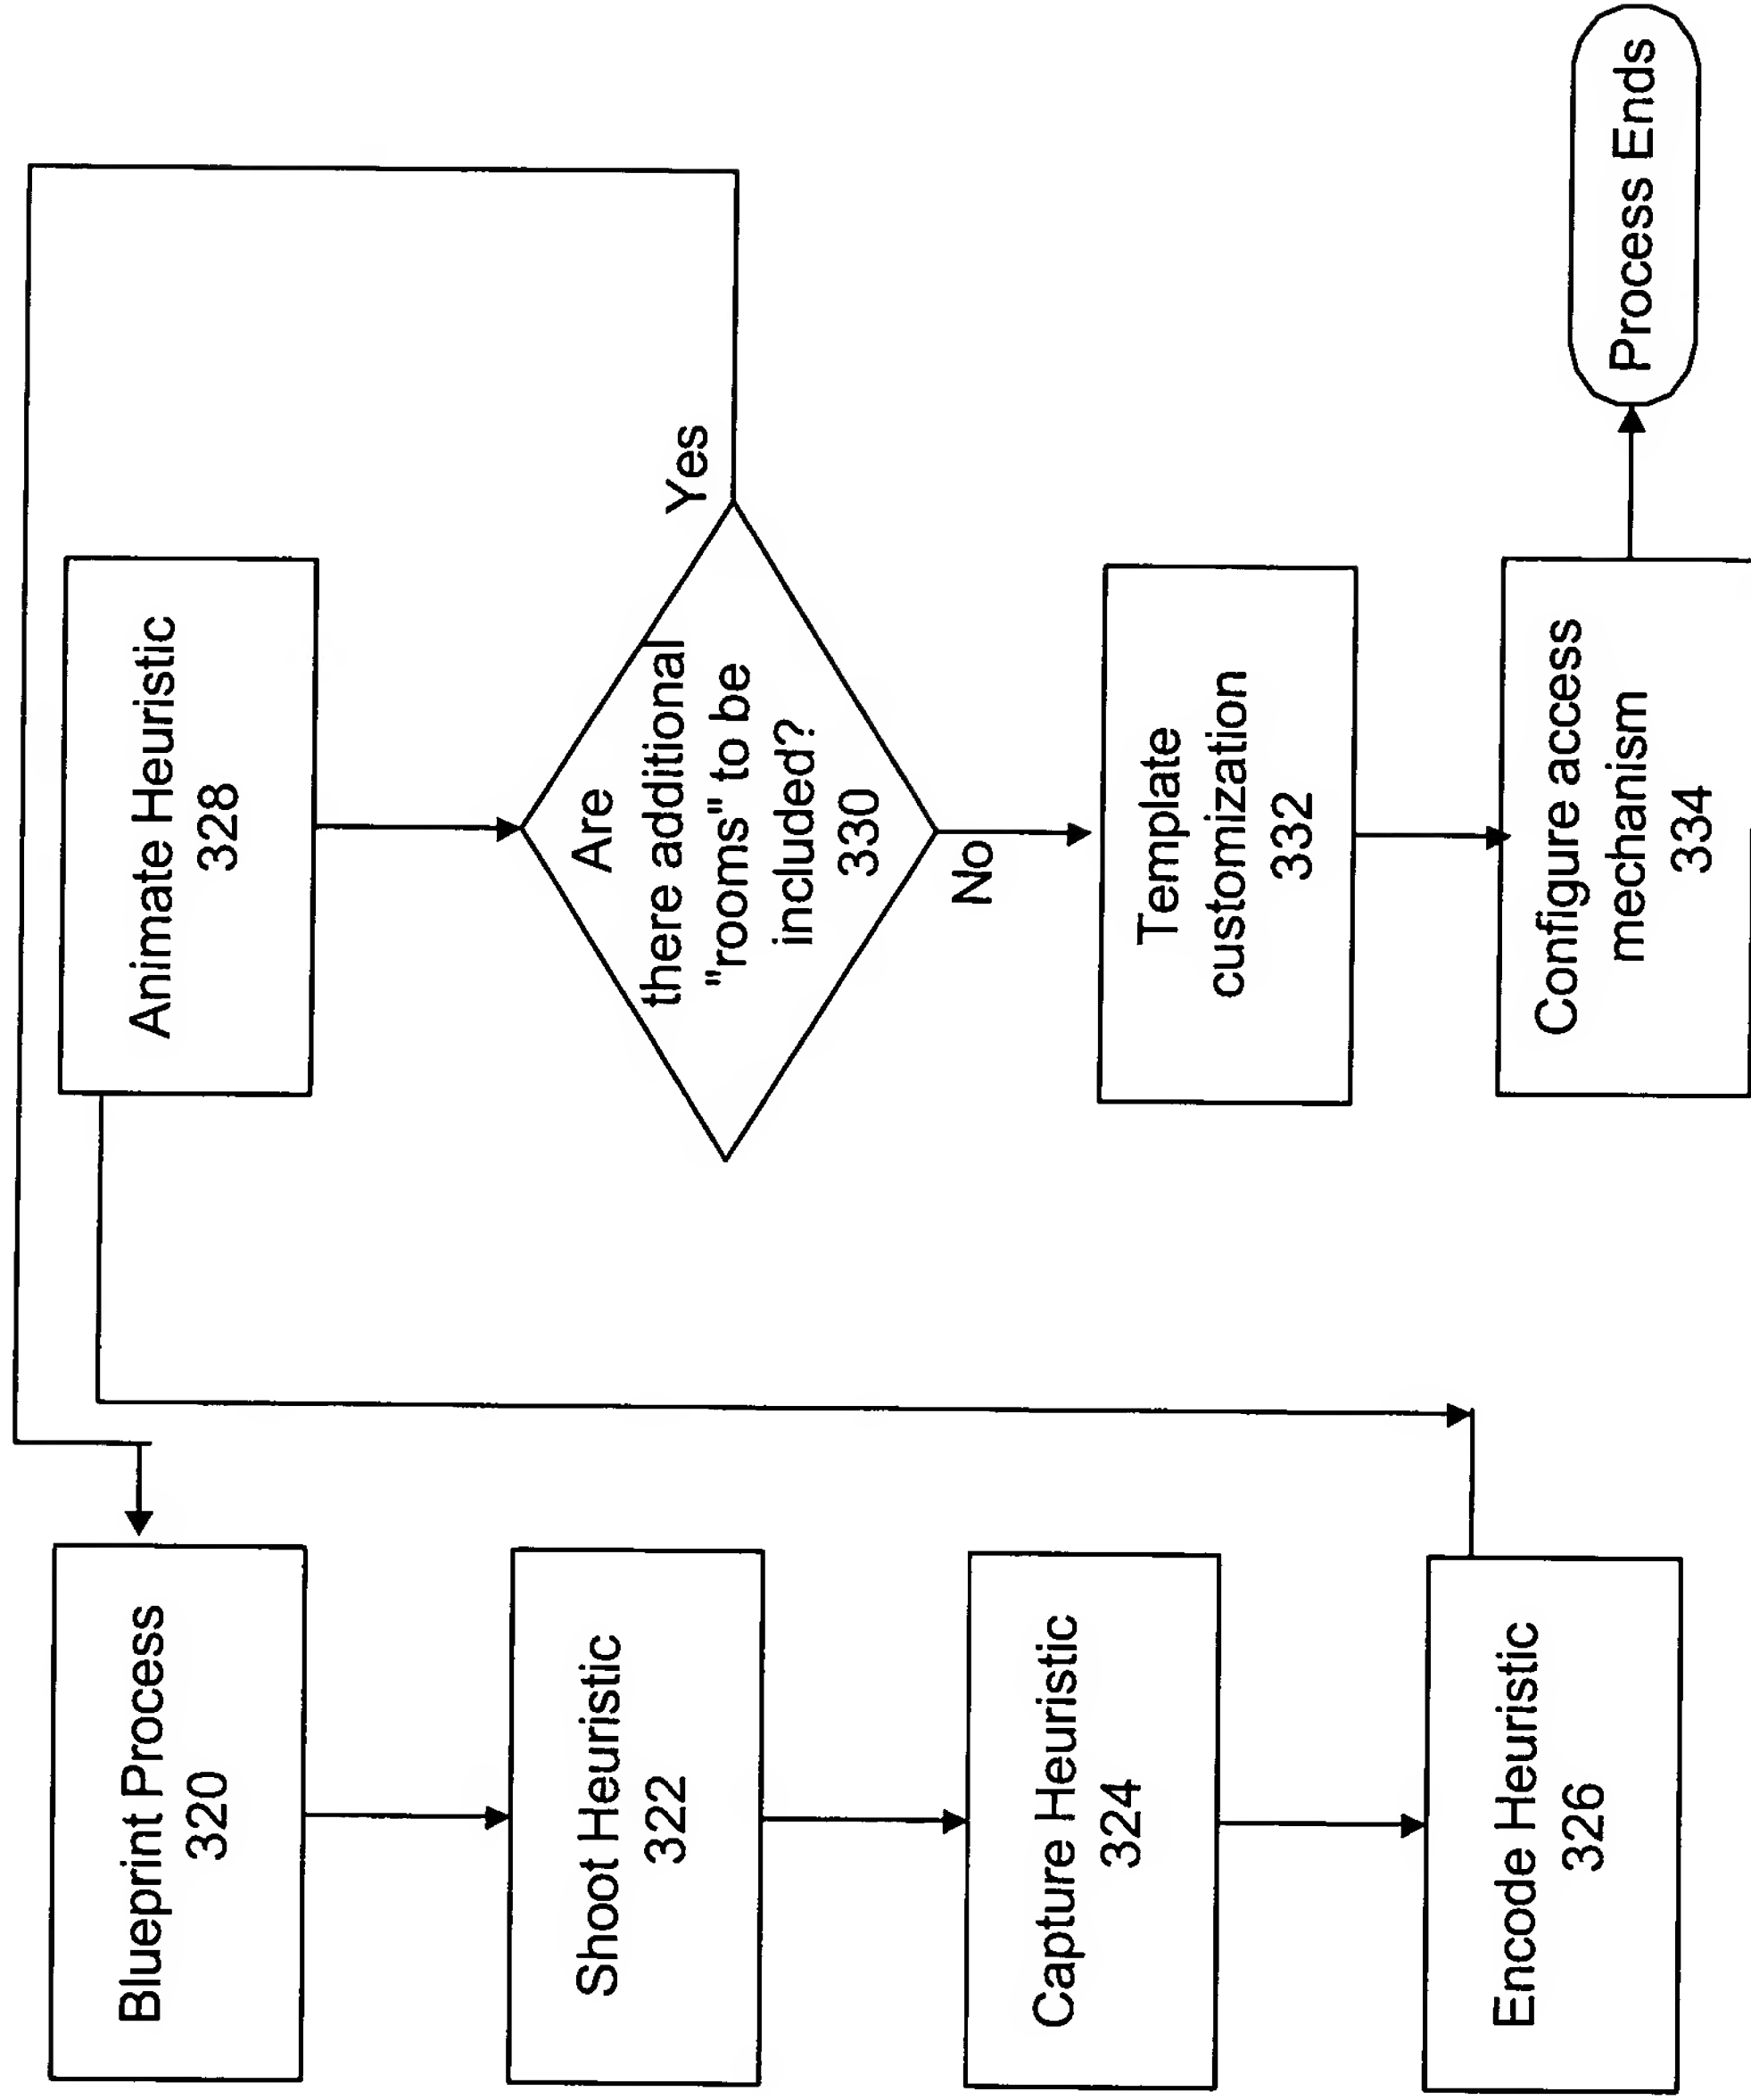 Blueprint Process
320
Shoot Heuristic
322
Capture Heuristic
324
Encode Heuristic
326
Animate Heuristic
328
Are
there additional
"rooms" to be
included?
330
Yes
No
Template
customization
332
Configure access
mechanism
334
Process Ends